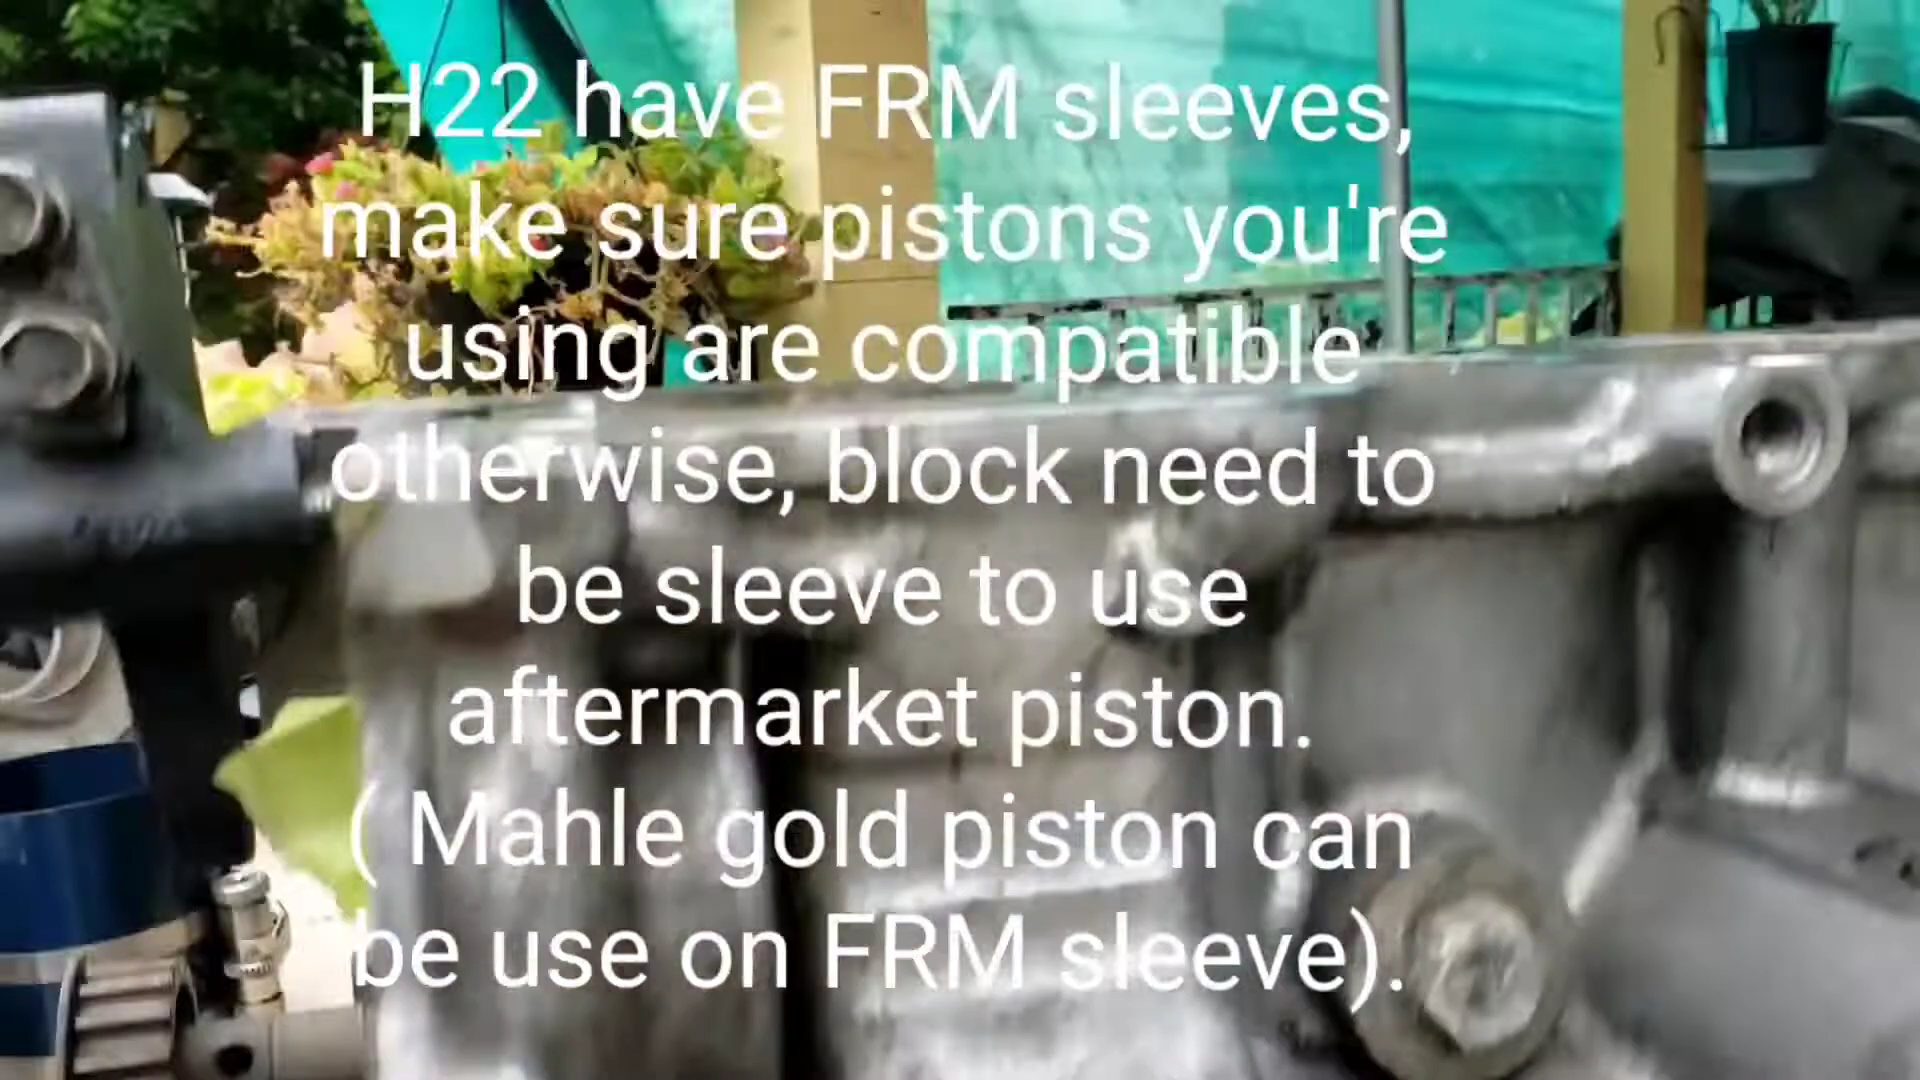 H22 have FRM sleeves,
make sure pistons you're
using are compatible
otherwise, block need to
be sleeve to use
aftermarket piston.
( Mahle gold piston can
be use on FRM sleeve).